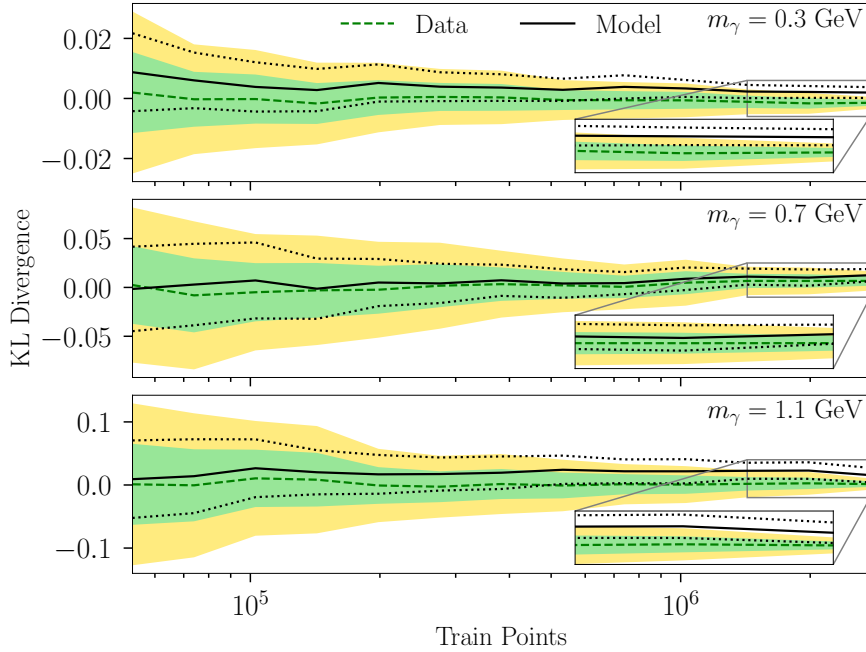 Data
Model
m_γ = 0.3 GeV
0.02
0.00
−0.02
m_γ = 0.7 GeV
0.05
0.00
−0.05
KL Divergence
m_γ = 1.1 GeV
0.1
0.0
−0.1
10^5
10^6
Train Points